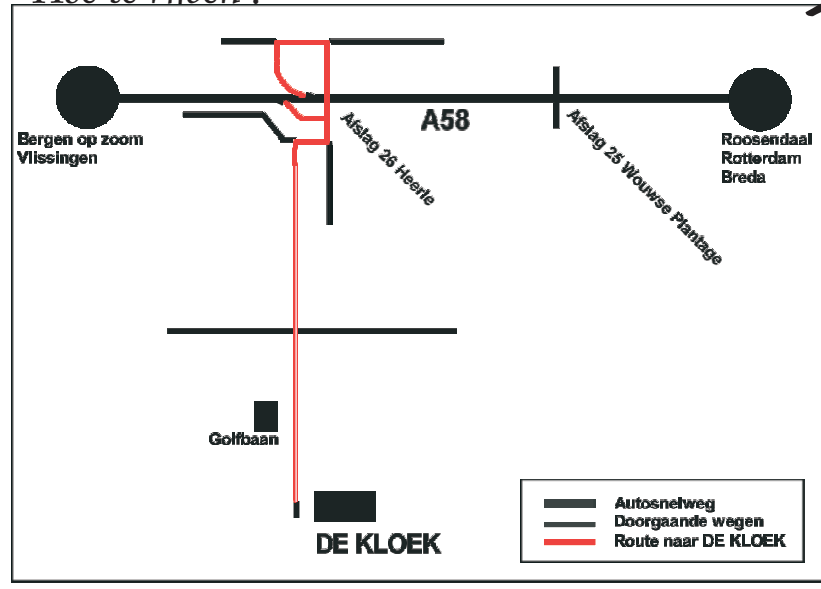 A58
Bergen op zoom
Vlissingen
Afslag 26 Heerle
Afslag 25 Wouwse Plantage
Roosendaal
Rotterdam
Breda
Golfbaan
DE KLOEK
Autosnelweg
Doorgaande wegen
Route naar DE KLOEK